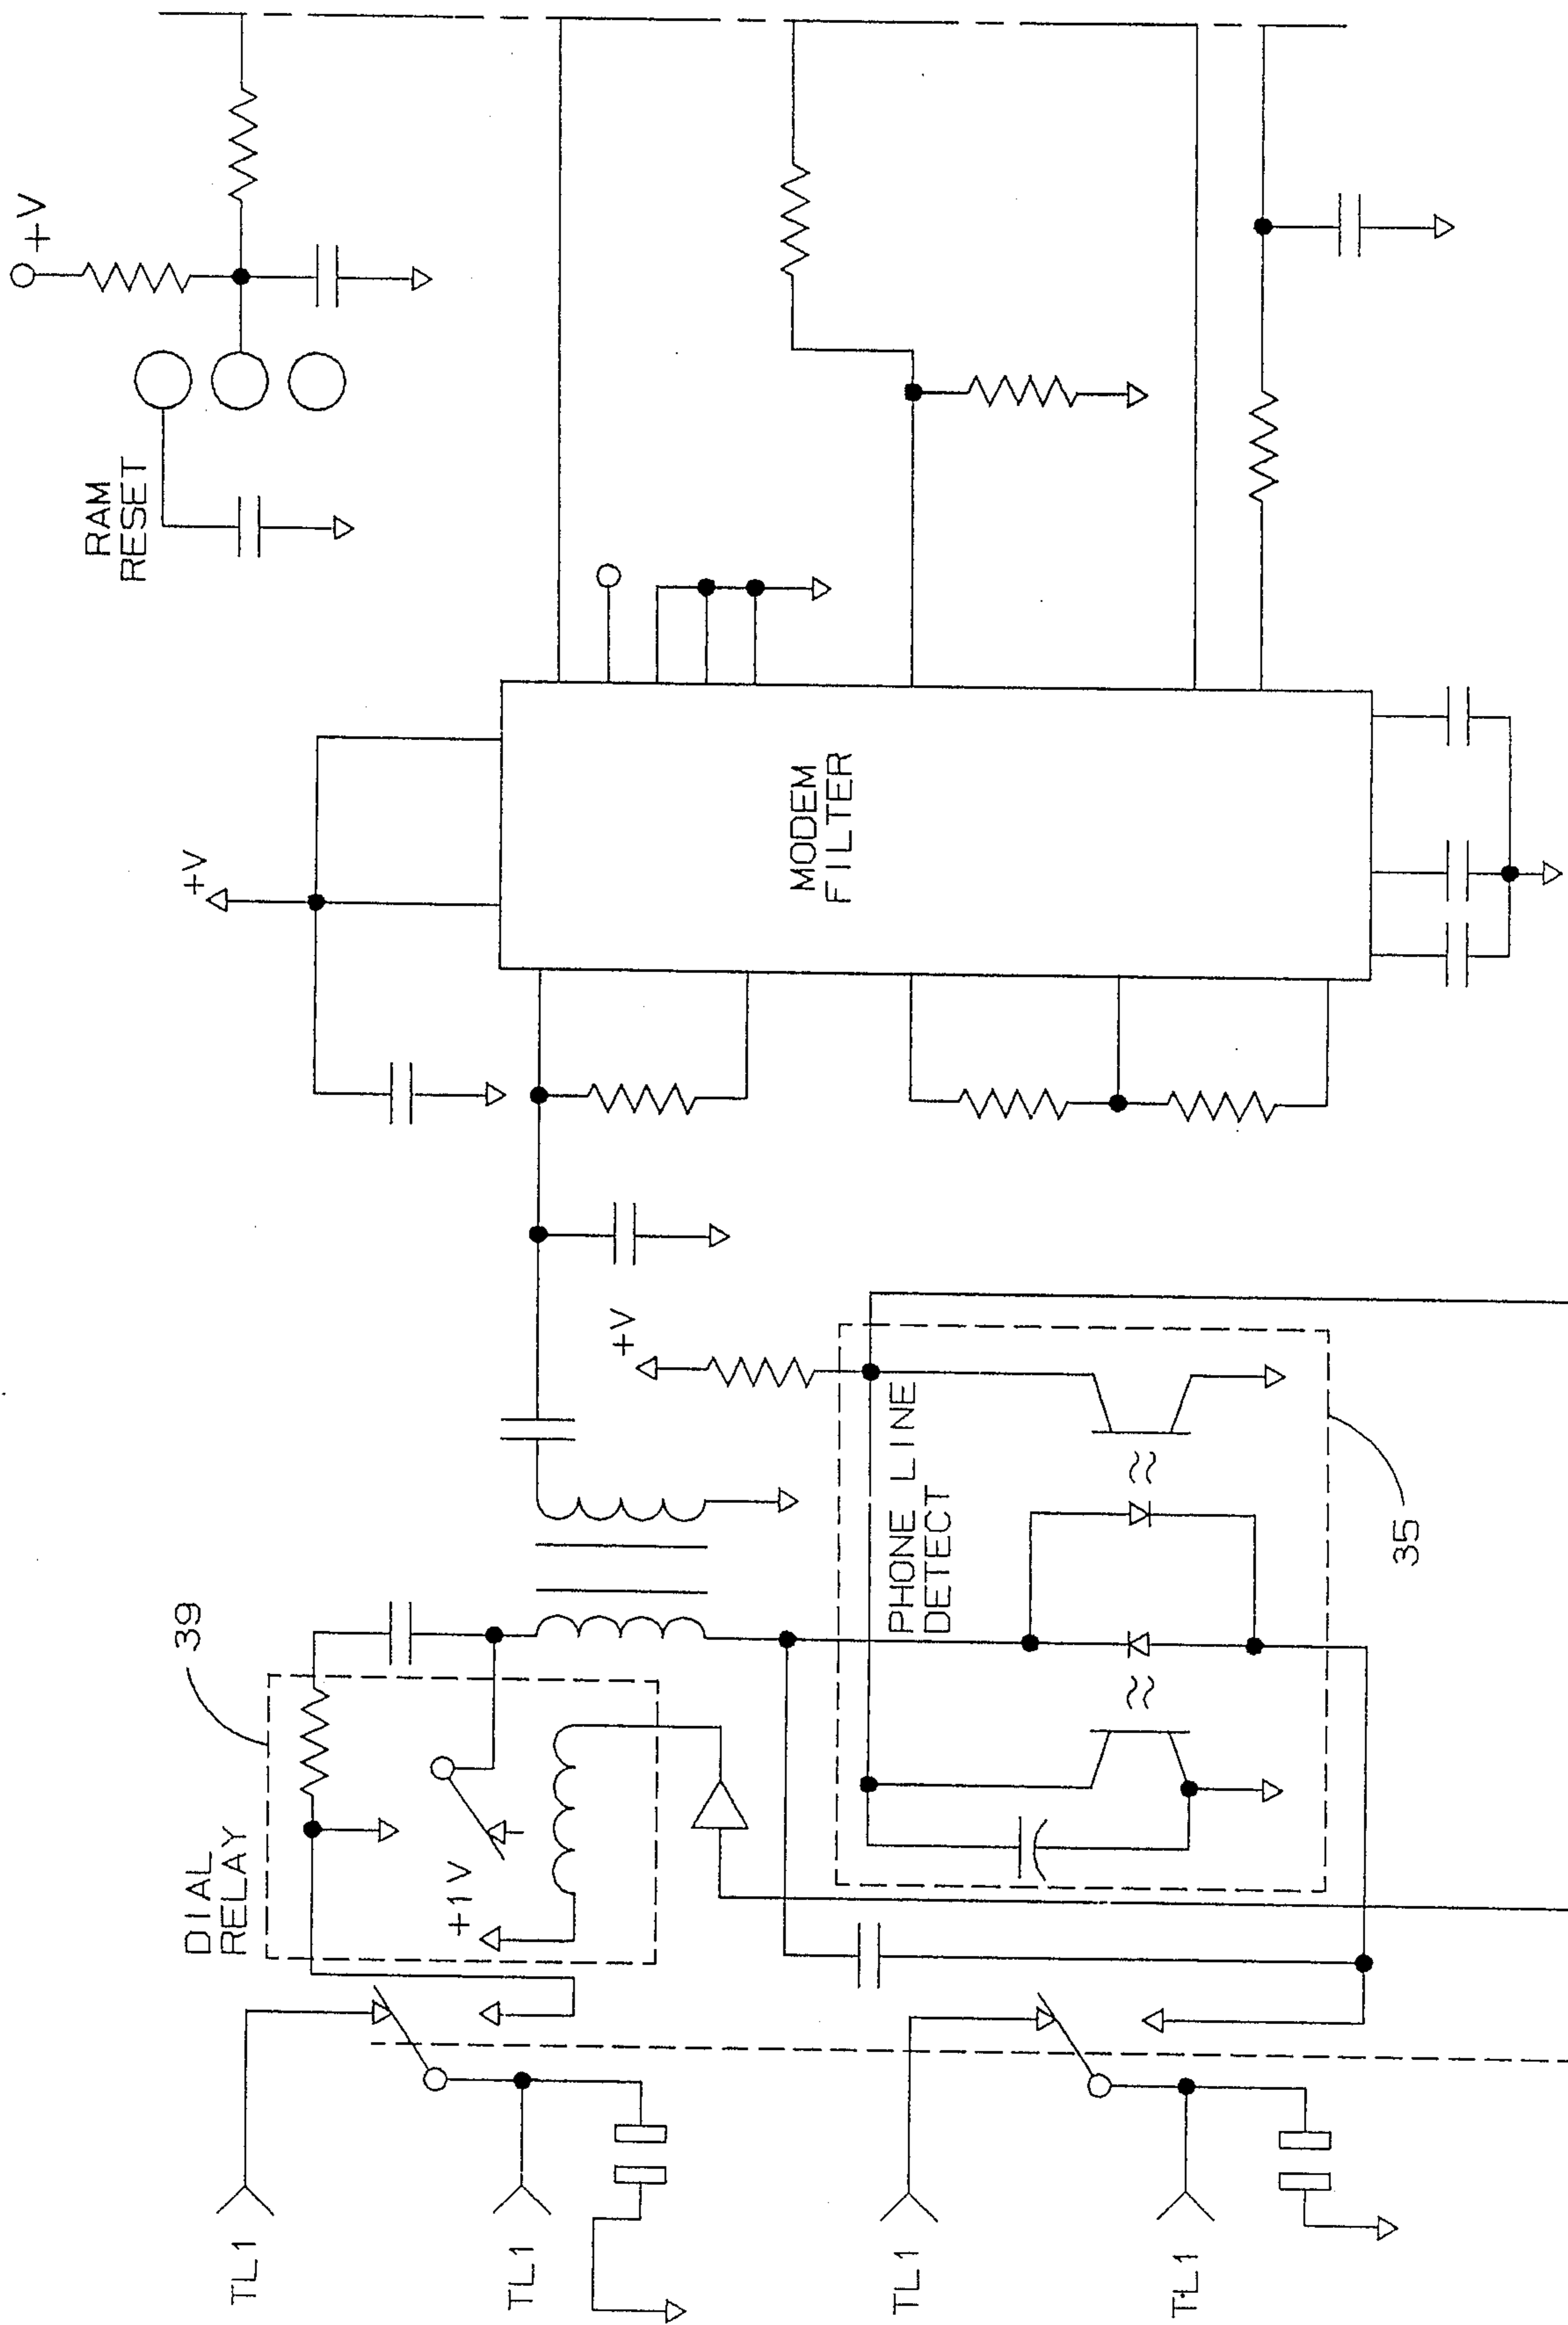 TL1
TL1
TL1
TL1
DIAL
RELAY
39
+1V
+V
PHONE LINE
DETECT
35
+V
MODEM
FILTER
RAM
RESET
+V